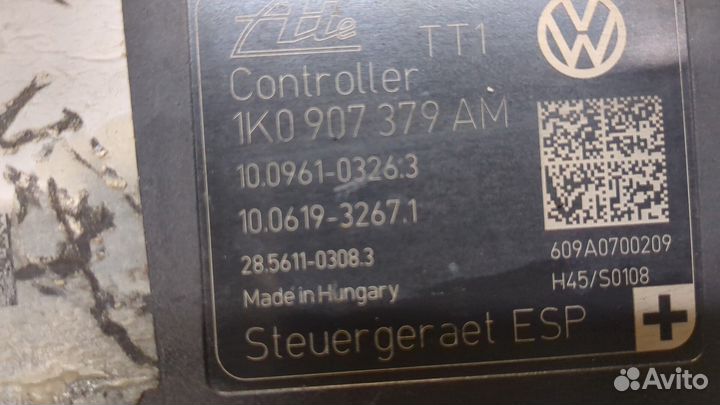 Ate TT1
Controller
1K0 907 379 AM
10.0961-0326.3
10.0619-3267.1
28.5611-0308.3
Made in Hungary
Steuergeraet ESP
VW
609A0700209
H45/S0108
Avito